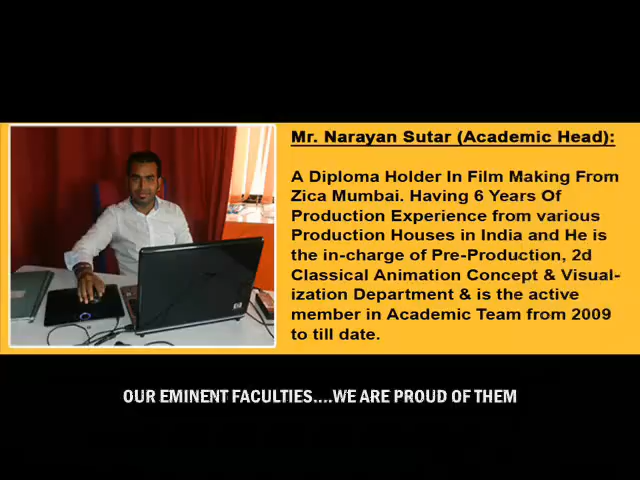 Mr. Narayan Sutar (Academic Head):
A Diploma Holder In Film Making From
Zica Mumbai. Having 6 Years Of
Production Experience from various
Production Houses in India and He is
the in-charge of Pre-Production, 2d
Classical Animation Concept & Visual-
ization Department & is the active
member in Academic Team from 2009
to till date.
OUR EMINENT FACULTIES....WE ARE PROUD OF THEM